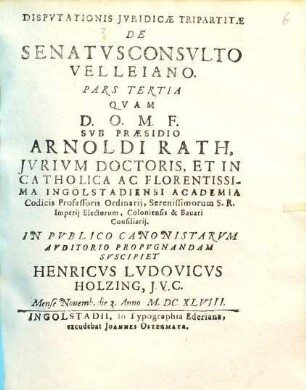 6
DISPVTATIONIS JVRIDICÆ TRIPARTITÆ
DE
SENATVSCONSVLTO
VELLEIANO.
PARS TERTIA
QVAM
D. O. M. F.
SVB PRÆSIDIO
ARNOLDI RATH,
JVRIVM DOCTORIS, ET IN
CATHOLICA AC FLORENTISSI-
MA INGOLSTADIENSI ACADEMIA
Codicis Professoris Ordinarij, Serenissimorum S. R.
Imperij Electorum, Coloniensis & Bavari
Consiliarij.
IN PVBLICO CANONISTARVM
AVDITORIO PROPVGNANDAM
SVSCIPIET
HENRICVS LVDOVICVS
HOLZING, J.V.C.
Mense Novemb. die 3. Anno M. DC XLVIII.
INGOLSTADII, in Typographia Ederiana,
excudebat JOANNES OSTERMAYR.